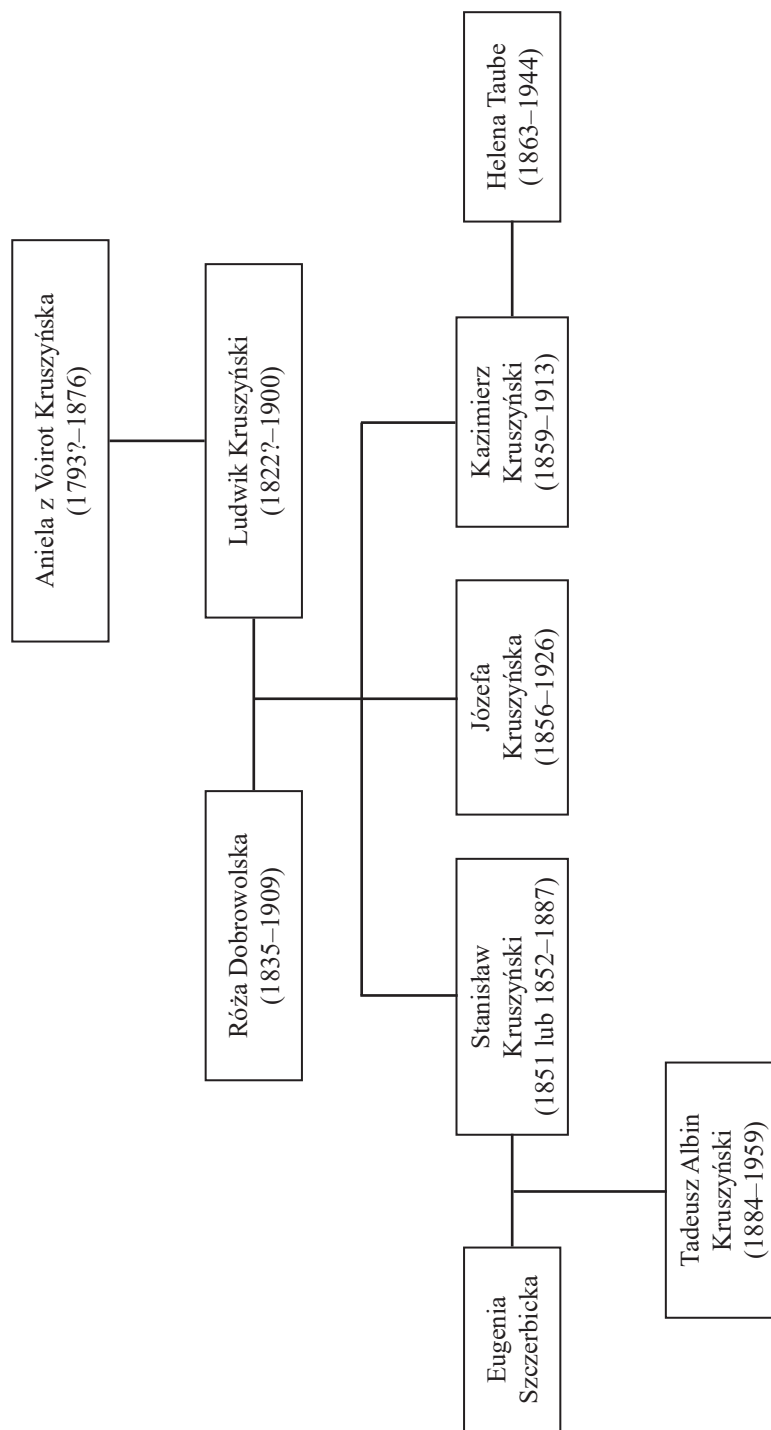 Aniela z Voirot Kruszyńska
(1793?–1876)
Róża Dobrowolska
(1835–1909)
Ludwik Kruszyński
(1822?–1900)
Eugenia
Szczerbicka
Stanisław
Kruszyński
(1851 lub 1852–1887)
Józefa
Kruszyńska
(1856–1926)
Kazimierz
Kruszyński
(1859–1913)
Helena Taube
(1863–1944)
Tadeusz Albin
Kruszyński
(1884–1959)